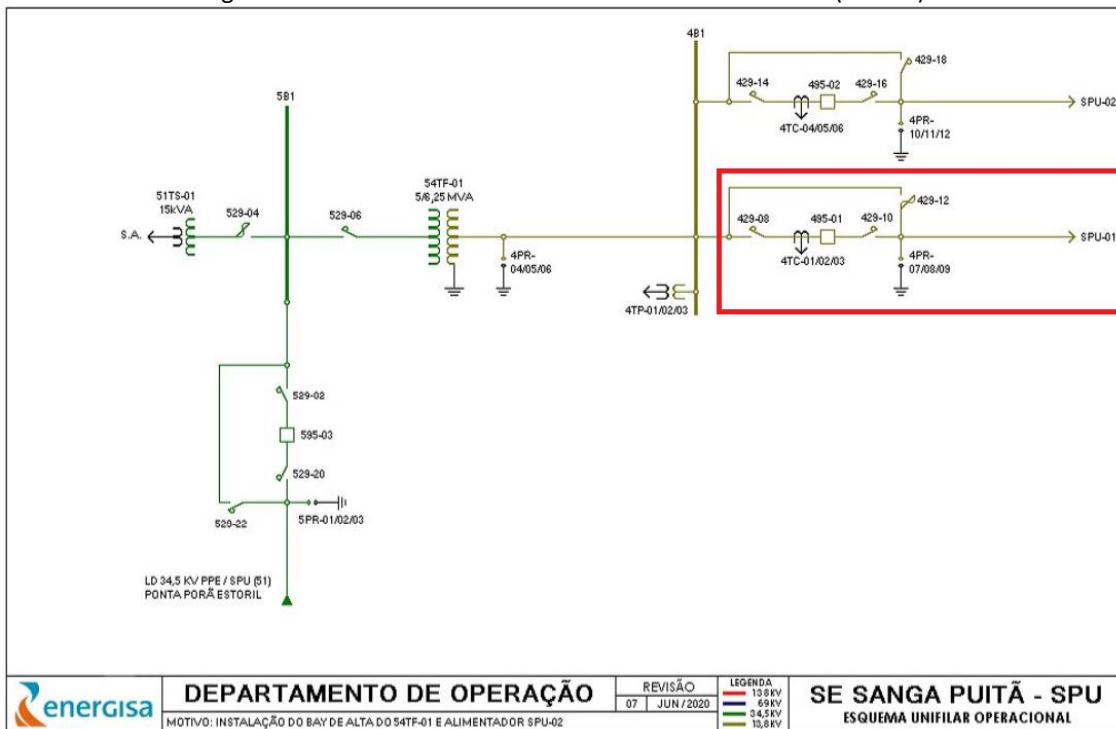 4B1
429-18
429-14
495-02
429-16
SPU-02
4TC-04/05/06
4PR-
10/11/12
5B1
51TS-01
15kVA
529-04
S.A.
529-06
54TF-01
5/6,25 MVA
4PR-
04/05/06
429-12
429-08
495-01
429-10
SPU-01
4TC-01/02/03
4PR-
07/08/09
4TP-01/02/03
529-02
595-03
529-20
529-22
5PR-01/02/03
LD 34,5 KV PPE / SPU (51)
PONTA PORÃ ESTORIL
energisa
DEPARTAMENTO DE OPERAÇÃO
MOTIVO: INSTALAÇÃO DO BAY DE ALTA DO 54TF-01 E ALIMENTADOR SPU-02
REVISÃO
07 JUN/2020
LEGENDA
138KV
69KV
34,5KV
13,8KV
SE SANGA PUITÃ - SPU
ESQUEMA UNIFILAR OPERACIONAL